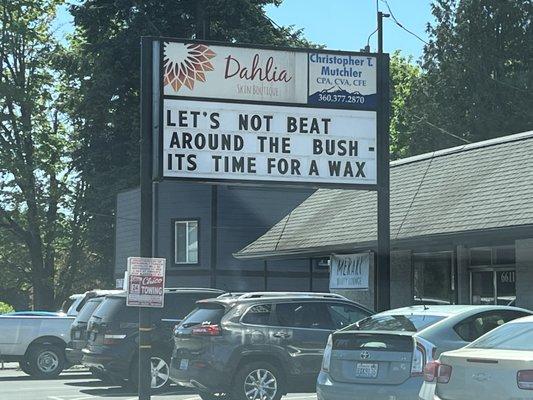 Dahlia
SKIN BOUTIQUE
Christopher T.
Mutchler
CPA, CVA, CFE
360.377.2870
LET'S NOT BEAT
AROUND THE BUSH -
ITS TIME FOR A WAX
MERAKI
Chico
TOWING